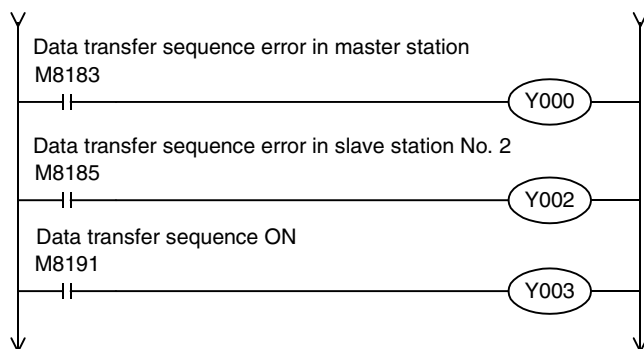 Data transfer sequence error in master station
M8183
Y000
Data transfer sequence error in slave station No. 2
M8185
Y002
Data transfer sequence ON
M8191
Y003